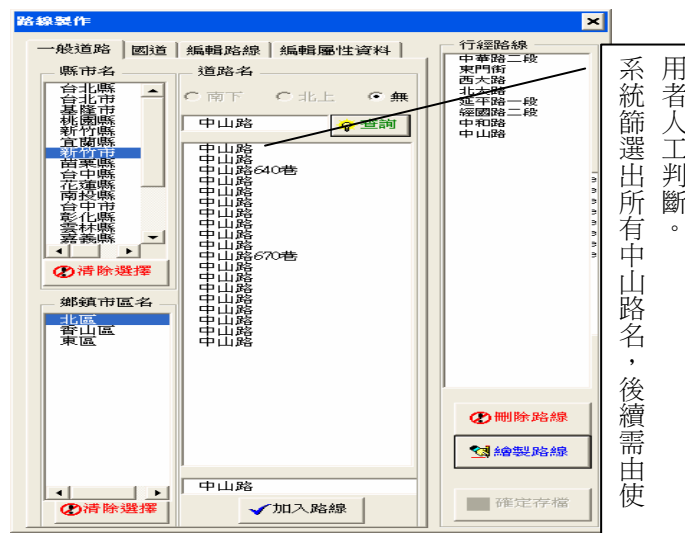 路線製作
一般道路
國道
編輯路線
編輯屬性資料
縣市名
台北縣
台北市
基隆市
桃園縣
新竹縣
宜蘭縣
新竹市
苗栗縣
台中縣
花蓮縣
南投縣
台中市
彰化縣
雲林縣
嘉義縣
清除選擇
鄉鎮市區名
北區
香山區
東區
清除選擇
道路名
南下
北上
無
中山路
查詢
中山路
中山路
中山路640巷
中山路
中山路
中山路
中山路
中山路
中山路
中山路
中山路670巷
中山路
中山路
中山路
中山路
中山路
中山路
中山路
中山路
中山路
加入路線
行經路線
中華路二段
東門街
西大路
北大路
延平路一段
經國路二段
中和路
中山路
刪除路線
繪製路線
確定存檔
系統篩選出所有中山路名，後續需由使
用者人工判斷。